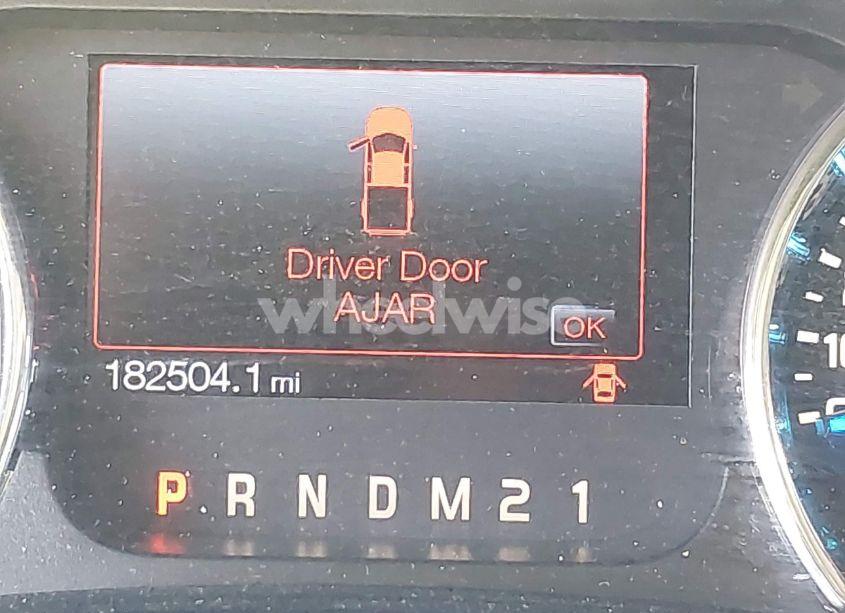 Driver Door
AJAR
wheelwise
OK
182504.1 mi
P R N D M 2 1